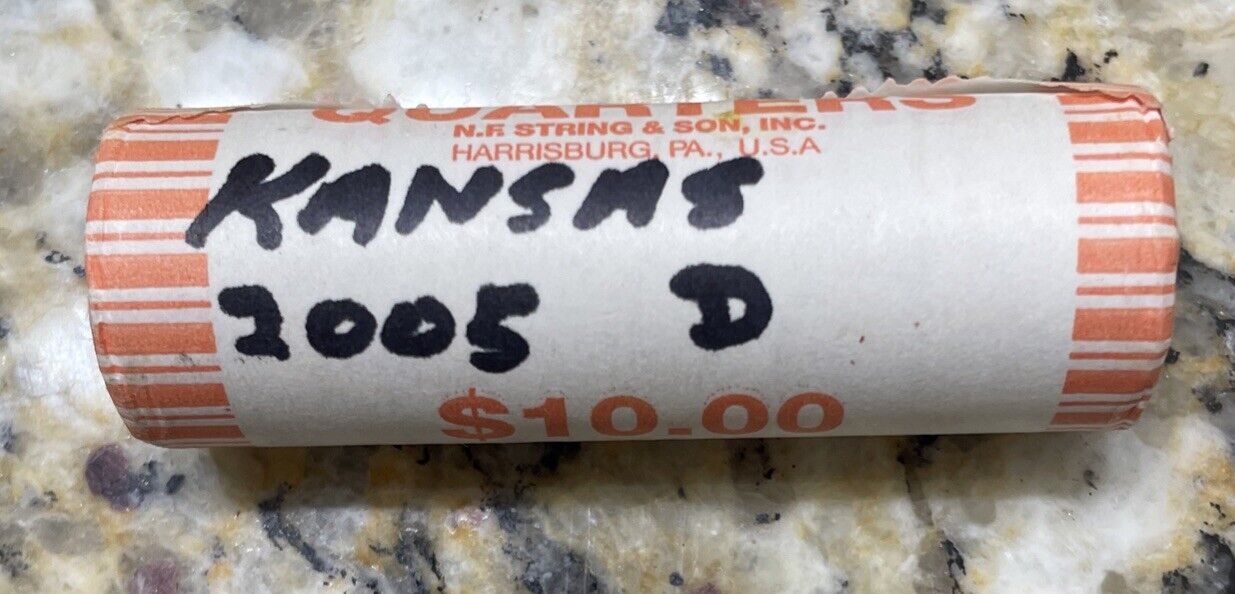 QUARTERS
N.F. STRING & SON, INC.
HARRISBURG, PA., U.S.A
KANSAS
2005 D
$10.00